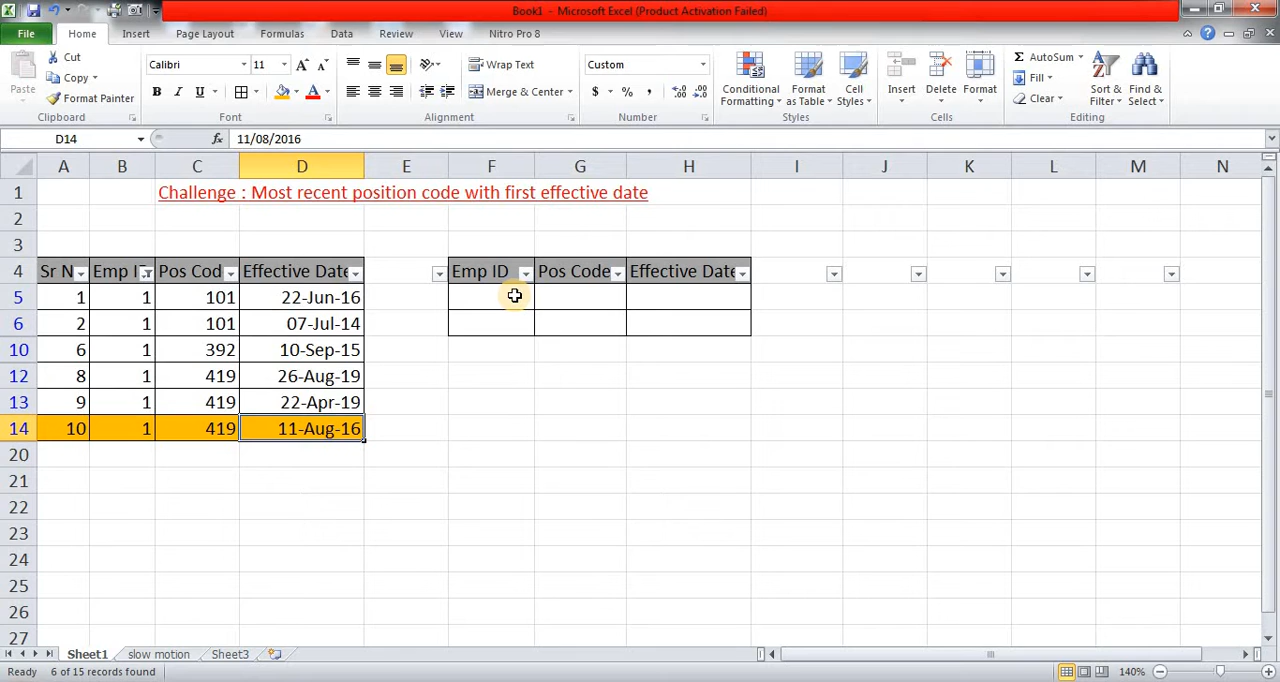 Book1 - Microsoft Excel (Product Activation Failed)
File Home Insert Page Layout Formulas Data Review View Nitro Pro 8
Paste Cut Copy Format Painter Clipboard
Calibri 11 B I U A A A Font
Wrap Text Merge & Center Alignment
Custom $ % , .0 .00 .00 .0 Number
Conditional Formatting Format as Table Cell Styles Styles
Insert Delete Format Cells
Σ AutoSum Fill Clear Sort & Filter Find & Select Editing
D14 fx 11/08/2016
A B C D E F G H I J K L M N
1 Challenge : Most recent position code with first effective date
2
3
4 Sr N Emp I Pos Cod Effective Date Emp ID Pos Code Effective Date
5 1 1 101 22-Jun-16
6 2 1 101 07-Jul-14
10 6 1 392 10-Sep-15
12 8 1 419 26-Aug-19
13 9 1 419 22-Apr-19
14 10 1 419 11-Aug-16
20
21
22
23
24
25
26
27
Sheet1 slow motion Sheet3
Ready 6 of 15 records found 140%